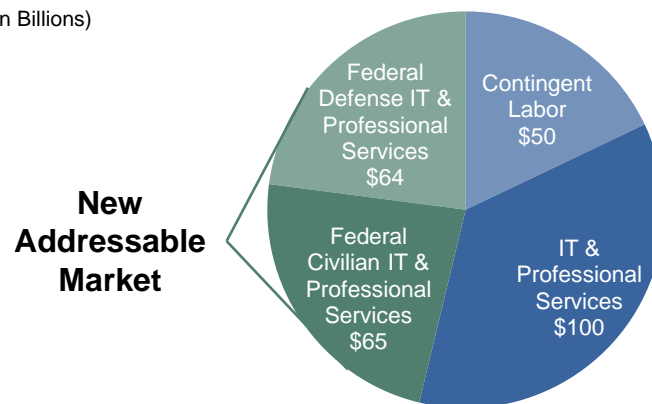 n Billions)
Federal
Defense IT &
Professional
Services
$64
Contingent
Labor
$50
New
Addressable
Market
Federal
Civilian IT &
Professional
Services
$65
IT &
Professional
Services
$100